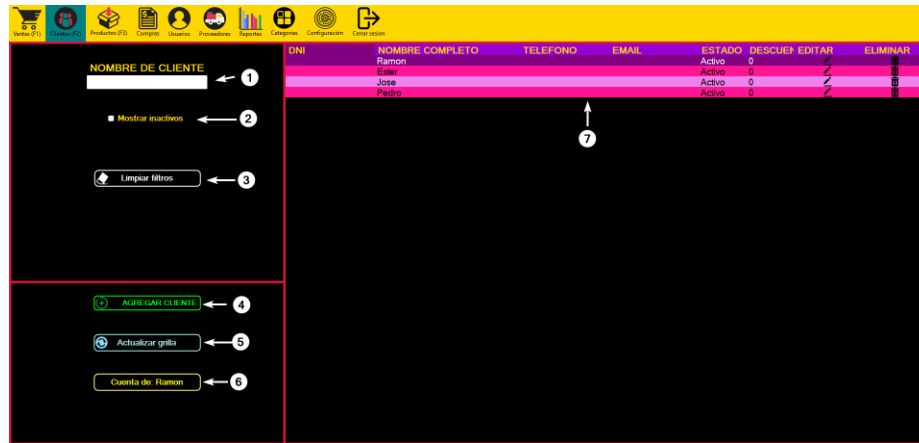 Ventas (F1) Clientes (F2) Productos (F3) Compras Usuarios Proveedores Reportes Categorias Configuración Cerrar sesion
NOMBRE DE CLIENTE
1
Mostrar inactivos
2
Limpiar filtros
3
AGREGAR CLIENTE
4
Actualizar grilla
5
Cuenta de: Ramon
6
DNI NOMBRE COMPLETO TELEFONO EMAIL ESTADO DESCUEN EDITAR ELIMINAR
Ramon Activo 0
Ester Activo 0
Jose Activo 0
Pedro Activo 0
7